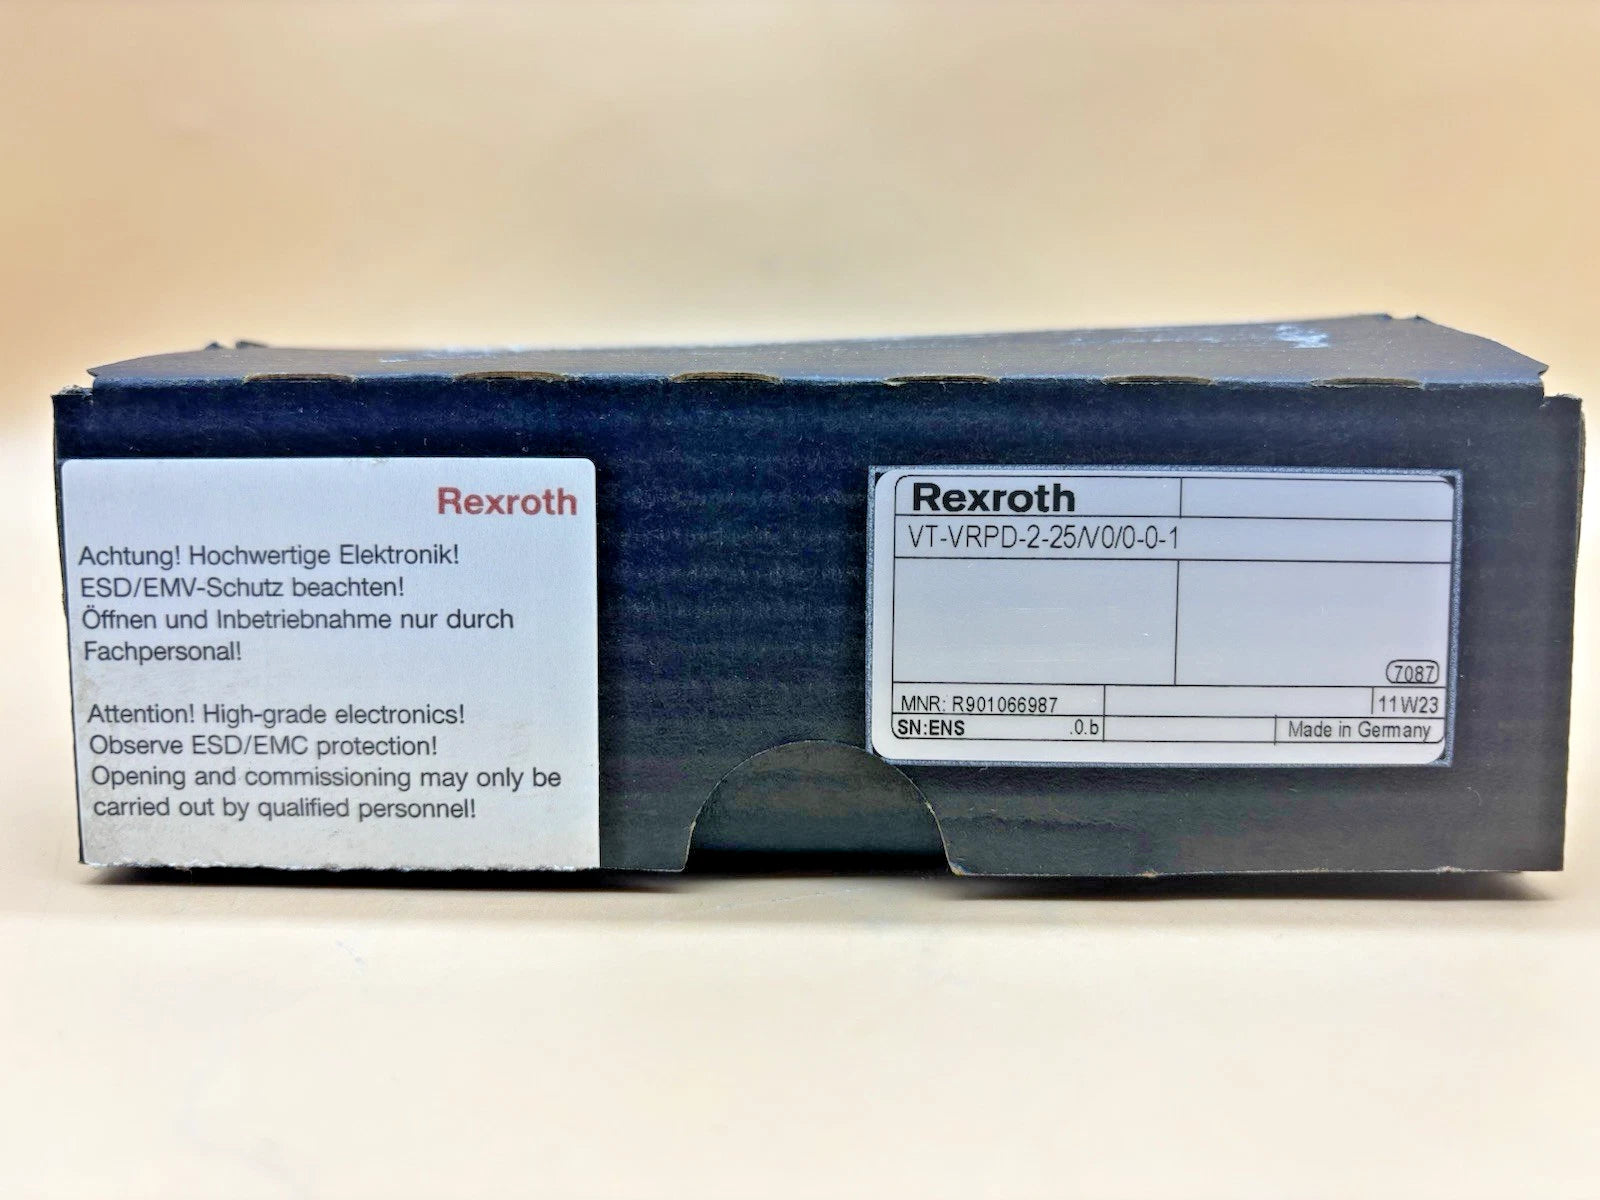 Rexroth
Achtung! Hochwertige Elektronik!
ESD/EMV-Schutz beachten!
Öffnen und Inbetriebnahme nur durch
Fachpersonal!
Attention! High-grade electronics!
Observe ESD/EMC protection!
Opening and commissioning may only be
carried out by qualified personnel!
Rexroth
VT-VRPD-2-25/V0/0-0-1
7087
MNR: R901066987
11W23
SN:ENS .0.b
Made in Germany